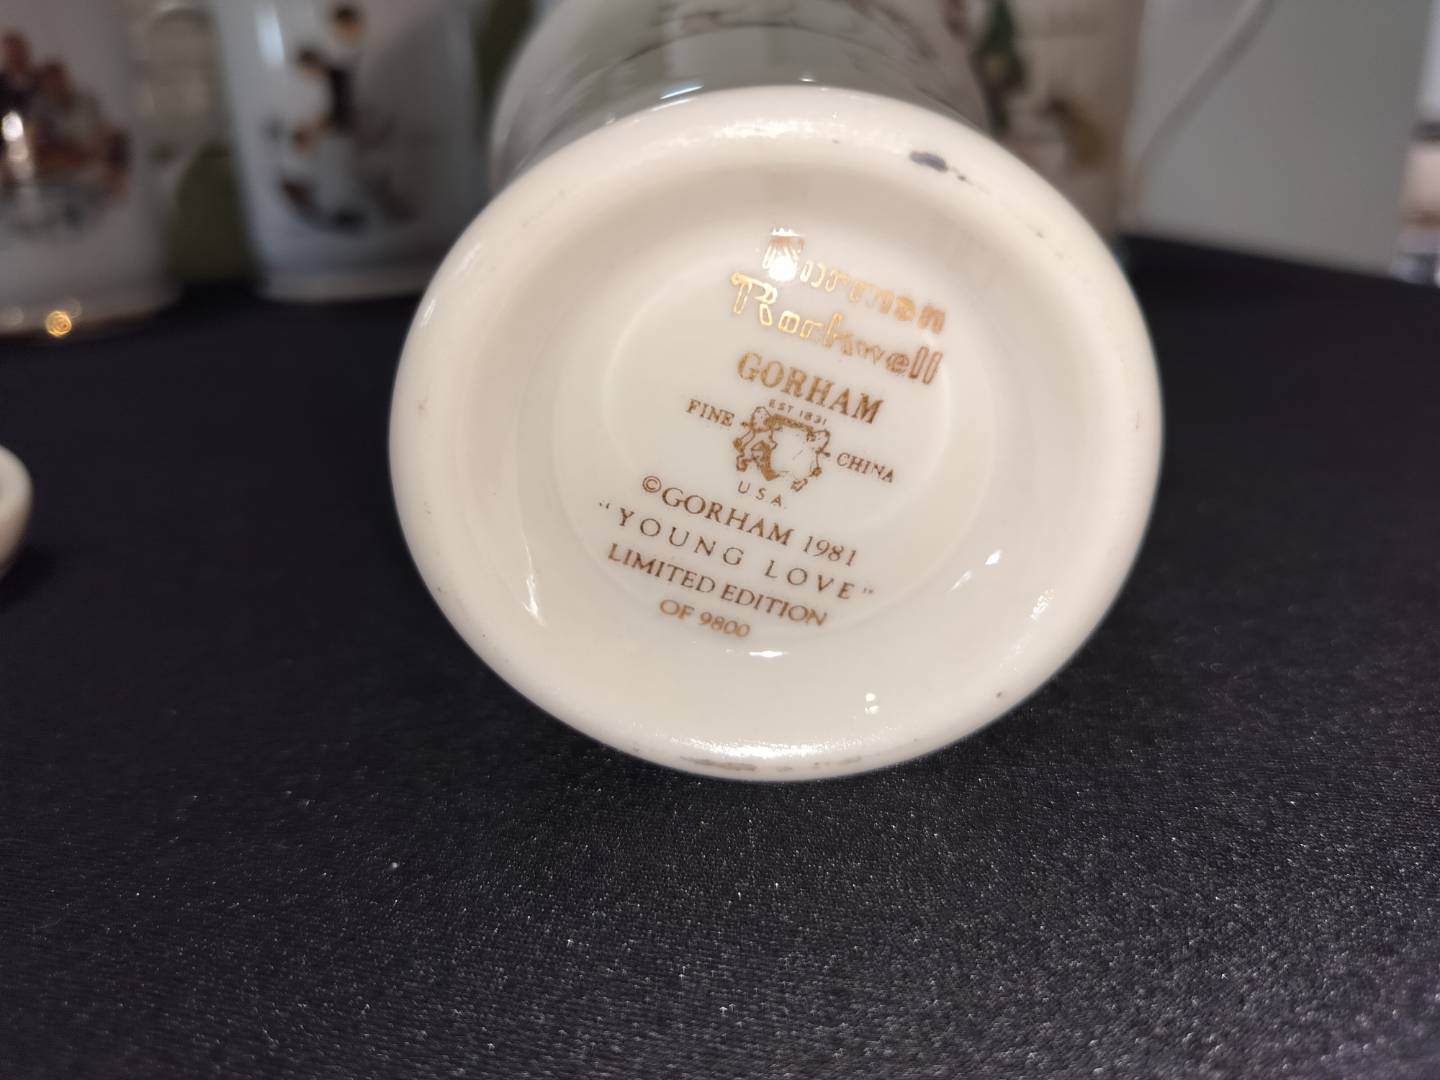 Norman
Rockwell
GORHAM
EST 1831
FINE CHINA
U.S.A.
©GORHAM 1981
"YOUNG LOVE"
LIMITED EDITION
OF 9800